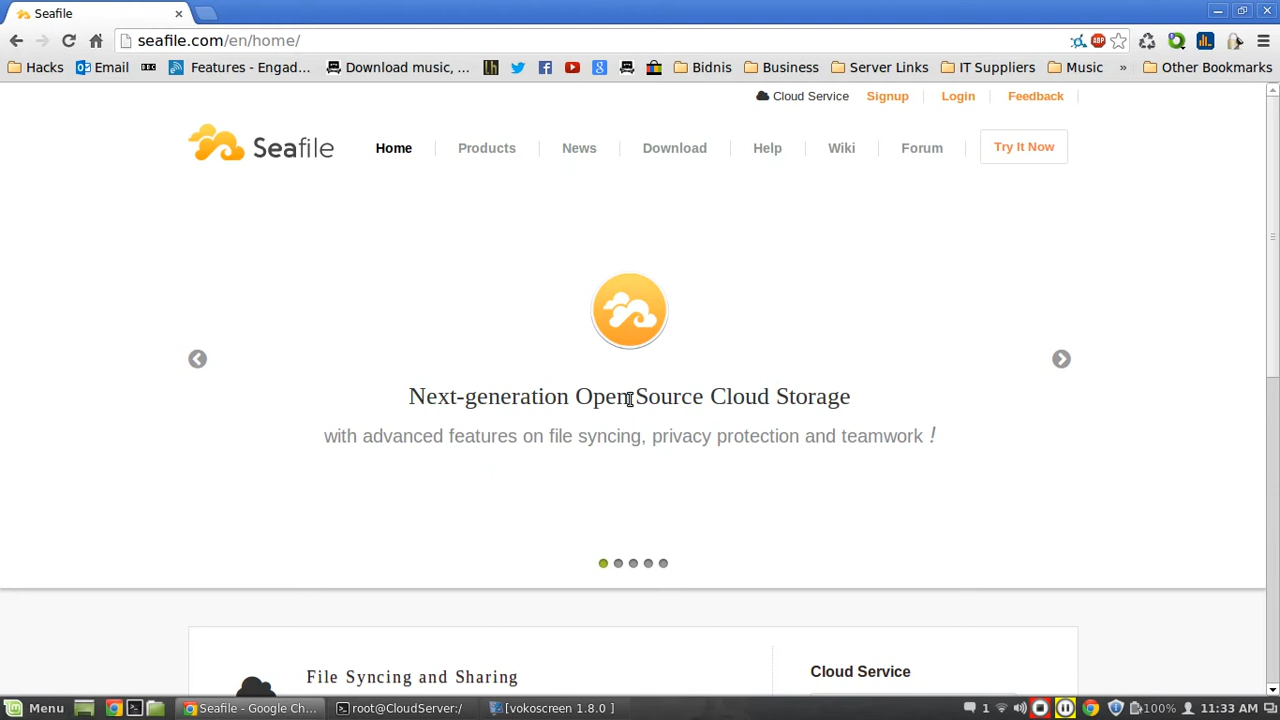 Seafile
seafile.com/en/home/
ABP
Hacks Email BBC Features - Engad... Download music, ... Bidnis Business Server Links IT Suppliers Music » Other Bookmarks
Cloud Service Signup Login Feedback
Seafile Home Products News Download Help Wiki Forum Try It Now
Next-generation Open Source Cloud Storage
with advanced features on file syncing, privacy protection and teamwork !
File Syncing and Sharing
Cloud Service
Menu Seafile - Google Ch... root@CloudServer:/ [vokoscreen 1.8.0 ] 1 100% 11:33 AM